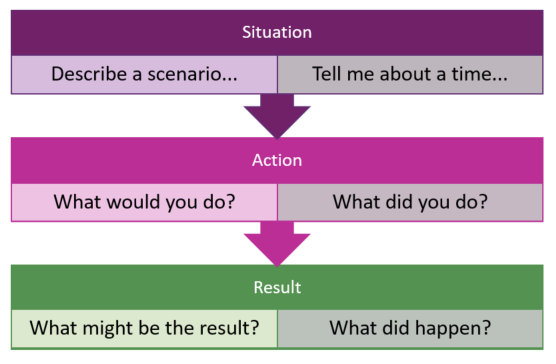 Situation
Describe a scenario... Tell me about a time...
Action
What would you do? What did you do?
Result
What might be the result? What did happen?